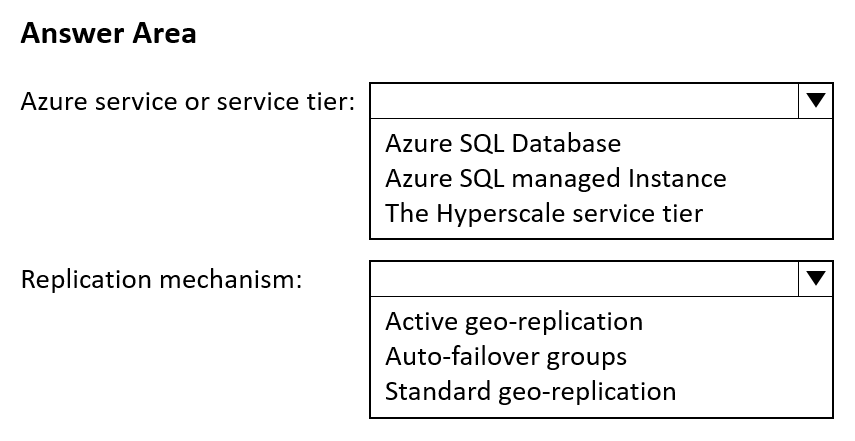 Answer Area
Azure service or service tier:
Azure SQL Database
Azure SQL managed Instance
The Hyperscale service tier
Replication mechanism:
Active geo-replication
Auto-failover groups
Standard geo-replication